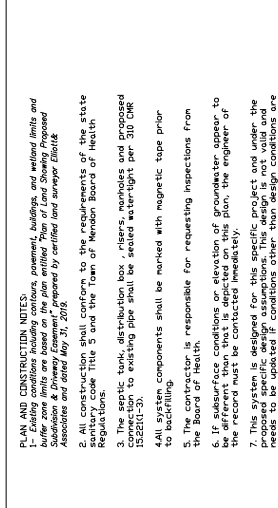 PLAN AND CONSTRUCTION NOTES:
1- Existing conditions including contours, pavement, buildings, and wetland limits and
buffer zone limits are based on the plan entitled "Plan of Land Showing Proposed
Subdivision & Driveway Easement" prepared by certified land surveyor Elliott&
Associates and dated May 31, 2019.
2. All construction shall conform to the requirements of the state
sanitary code Title 5 and the Town of Mendon Board of Health
Regulations.
3. The septic tank, distribution box , risers, manholes and proposed
connection to existing pipe shall be sealed watertight per 310 CMR
15.221(1-3).
4.All system components shall be marked with magnetic tape prior
to backfilling.
5. The contractor is responsible for requesting inspections from
the Board of Health.
6. If subsurface conditions or elevation of groundwater appear to
be different than that is depicted on this plan, the engineer of
the record must be contacted immediately.
7. This system is designed for this specific project and under the
proposed specific design assumptions. This design is not valid and
needs to be updated if conditions other than design conditions are